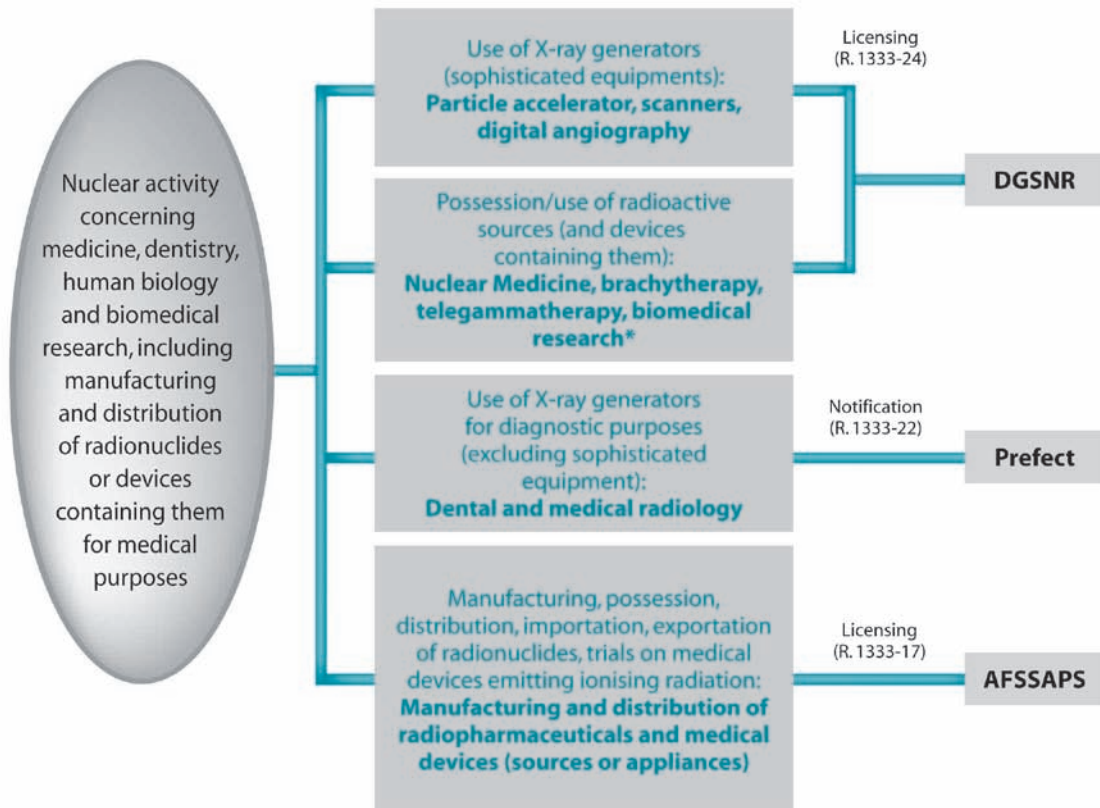 Nuclear activity
concerning
medicine, dentistry,
human biology
and biomedical
research, including
manufacturing
and distribution
of radionuclides
or devices
containing them
for medical
purposes
Use of X-ray generators
(sophisticated equipments):
Particle accelerator, scanners,
digital angiography
Licensing
(R. 1333-24)
DGSNR
Possession/use of radioactive
sources (and devices
containing them):
Nuclear Medicine, brachytherapy,
telegammatherapy, biomedical
research*
Use of X-ray generators
for diagnostic purposes
(excluding sophisticated
equipment):
Dental and medical radiology
Notification
(R. 1333-22)
Prefect
Manufacturing, possession,
distribution, importation, exportation
of radionuclides, trials on medical
devices emitting ionising radiation:
Manufacturing and distribution of
radiopharmaceuticals and medical
devices (sources or appliances)
Licensing
(R. 1333-17)
AFSSAPS